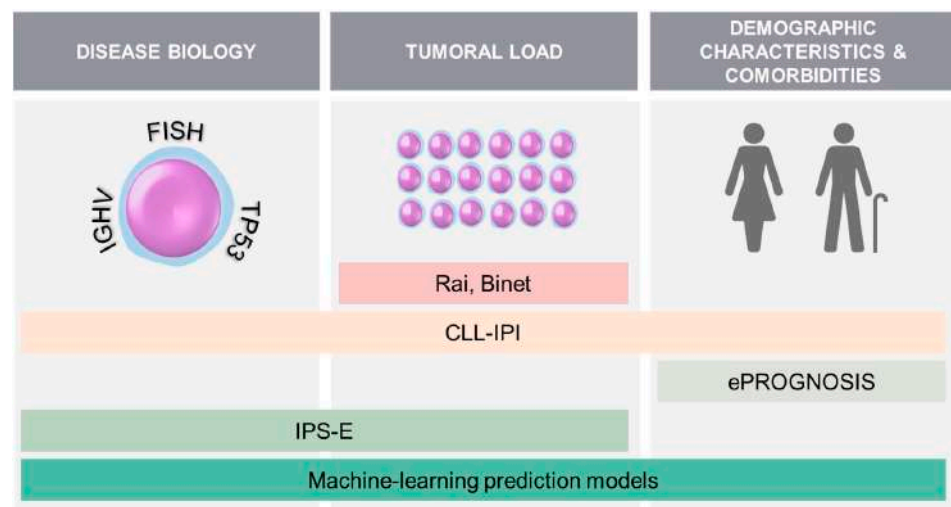 DISEASE BIOLOGY
TUMORAL LOAD
DEMOGRAPHIC
CHARACTERISTICS &
COMORBIDITIES
FISH
IGHV
TP53
Rai, Binet
CLL-IPI
ePROGNOSIS
IPS-E
Machine-learning prediction models